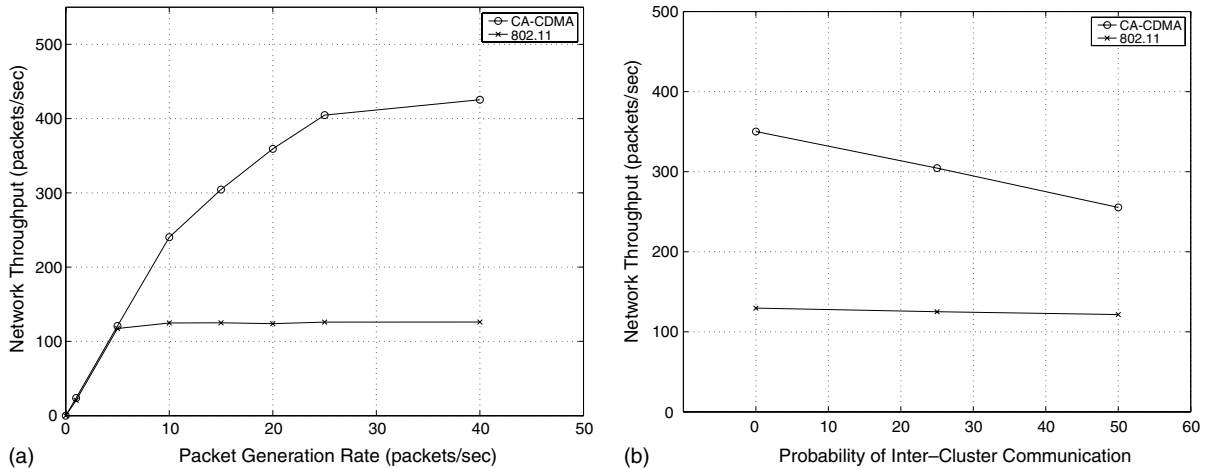 CA-CDMA
802.11
500
400
300
200
100
0
0 10 20 30 40 50
Network Throughput (packets/sec)
Packet Generation Rate (packets/sec)
(a)
CA-CDMA
802.11
500
400
300
200
100
0
0 10 20 30 40 50 60
Network Throughput (packets/sec)
Probability of Inter–Cluster Communication
(b)